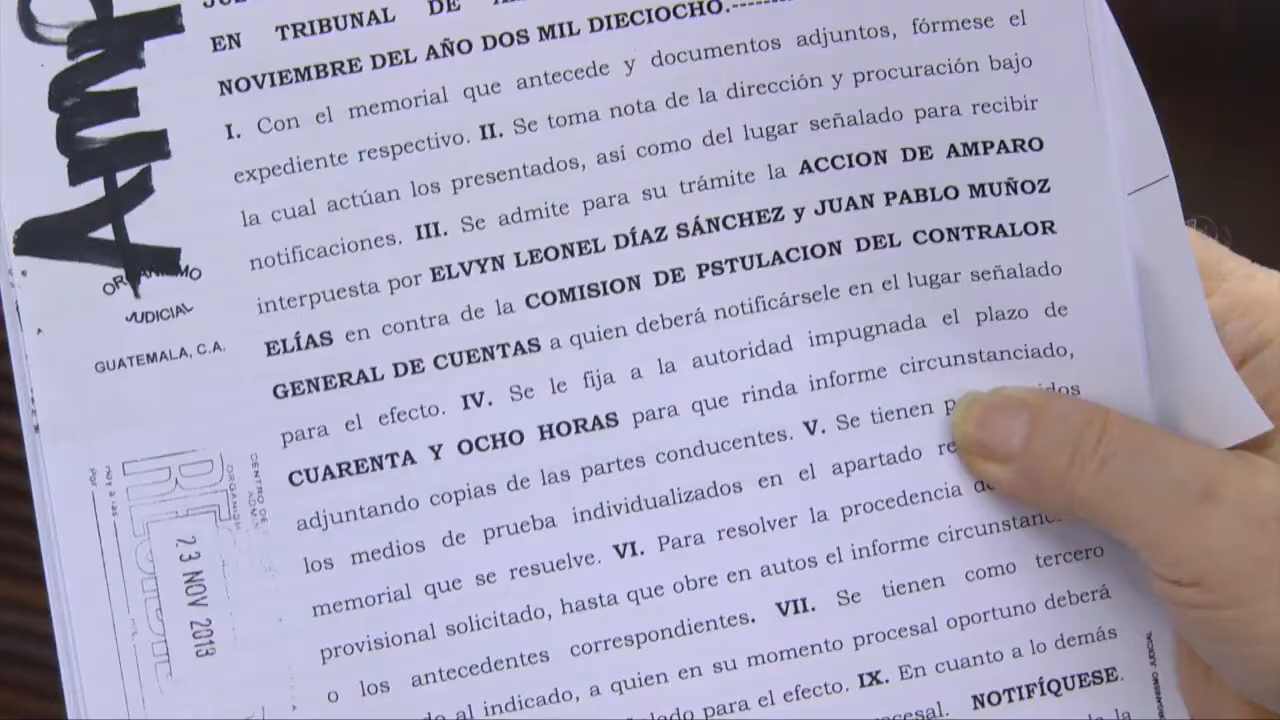 EN TRIBUNAL DE
NOVIEMBRE DEL AÑO DOS MIL DIECIOCHO.--------
I. Con el memorial que antecede y documentos adjuntos, fórmese el
expediente respectivo. II. Se toma nota de la dirección y procuración bajo
la cual actúan los presentados, así como del lugar señalado para recibir
notificaciones. III. Se admite para su trámite la ACCION DE AMPARO
interpuesta por ELVYN LEONEL DÍAZ SÁNCHEZ y JUAN PABLO MUÑOZ
ELÍAS en contra de la COMISION DE PSTULACION DEL CONTRALOR
GENERAL DE CUENTAS a quien deberá notificársele en el lugar señalado
para el efecto. IV. Se le fija a la autoridad impugnada el plazo de
CUARENTA Y OCHO HORAS para que rinda informe circunstanciado,
adjuntando copias de las partes conducentes. V. Se tienen
los medios de prueba individualizados en el apartado
memorial que se resuelve. VI. Para resolver la procedencia
provisional solicitado, hasta que obre en autos el informe
o los antecedentes correspondientes. VII. Se tienen como tercero
al indicado, a quien en su momento procesal oportuno deberá
para el efecto. IX. En cuanto a lo demás
NOTIFÍQUESE.
la
ORGANISMO
JUDICIAL
GUATEMALA, C.A.
CENTRO DE
23 NOV 2018
ORGANISMO JUDICIAL